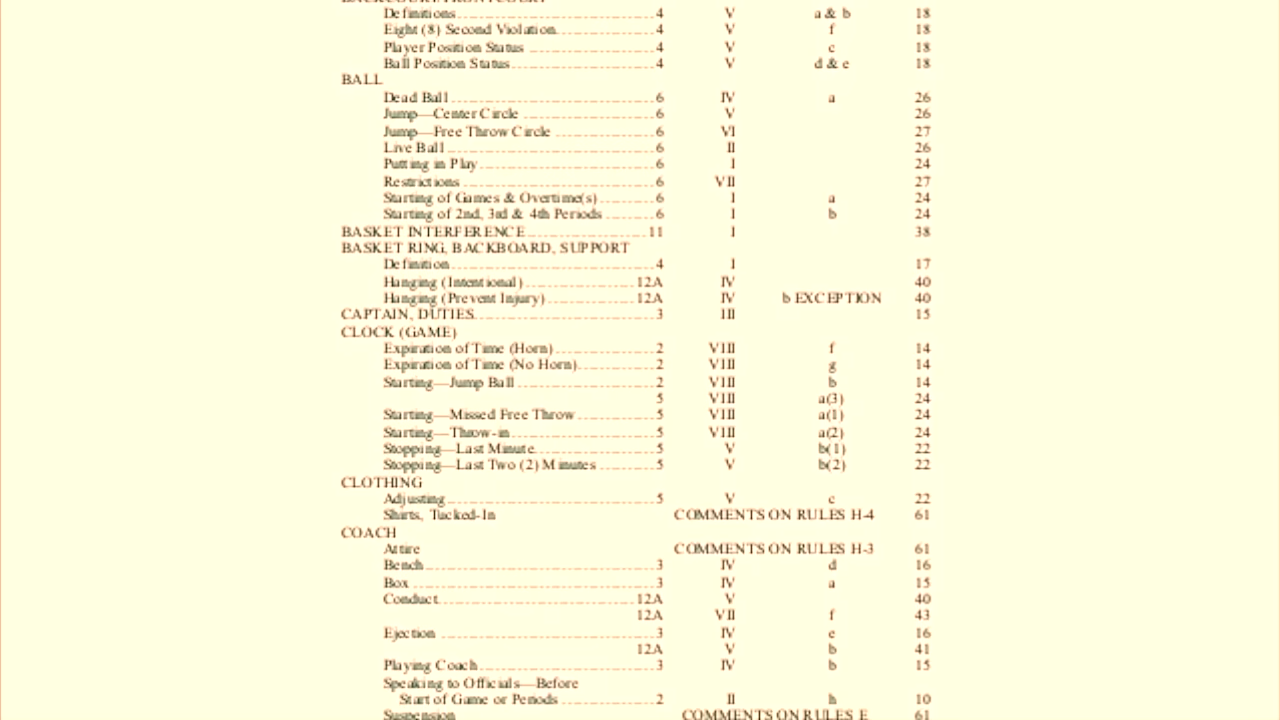 BACKCOURT/FRONTCOURT
Definitions 4 V a & b 18
Eight (8) Second Violation 4 V f 18
Player Position Status 4 V c 18
Ball Position Status 4 V d & e 18
BALL
Dead Ball 6 IV a 26
Jump—Center Circle 6 V 26
Jump—Free Throw Circle 6 VI 27
Live Ball 6 II 26
Putting in Play 6 I 24
Restrictions 6 VII 27
Starting of Games & Overtime(s) 6 I a 24
Starting of 2nd, 3rd & 4th Periods 6 I b 24
BASKET INTERFERENCE 11 I 38
BASKET RING, BACKBOARD, SUPPORT
Definition 4 I 17
Hanging (Intentional) 12A IV 40
Hanging (Prevent Injury) 12A IV b EXCEPTION 40
CAPTAIN, DUTIES 3 III 15
CLOCK (GAME)
Expiration of Time (Horn) 2 VIII f 14
Expiration of Time (No Horn) 2 VIII g 14
Starting—Jump Ball 2 VIII b 14
5 VIII a(3) 24
Starting—Missed Free Throw 5 VIII a(1) 24
Starting—Throw-in 5 VIII a(2) 24
Stopping—Last Minute 5 V b(1) 22
Stopping—Last Two (2) Minutes 5 V b(2) 22
CLOTHING
Adjusting 5 V c 22
Shirts, Tucked-In COMMENTS ON RULES H-4 61
COACH
Attire COMMENTS ON RULES H-3 61
Bench 3 IV d 16
Box 3 IV a 15
Conduct 12A V 40
12A VII f 43
Ejection 3 IV e 16
12A V b 41
Playing Coach 3 IV b 15
Speaking to Officials—Before
Start of Game or Periods 2 II h 10
Suspension COMMENTS ON RULES E 61